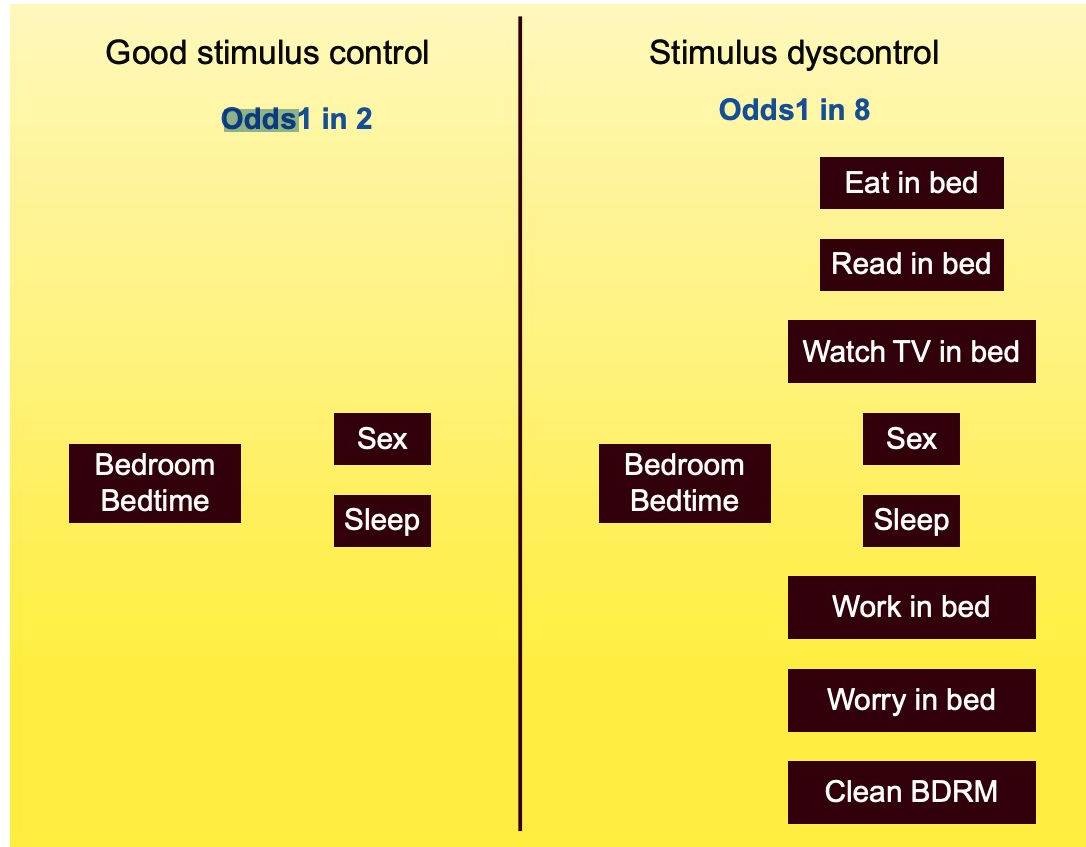 Good stimulus control
Odds1 in 2
Bedroom
Bedtime
Sex
Sleep
Stimulus dyscontrol
Odds1 in 8
Eat in bed
Read in bed
Watch TV in bed
Bedroom
Bedtime
Sex
Sleep
Work in bed
Worry in bed
Clean BDRM